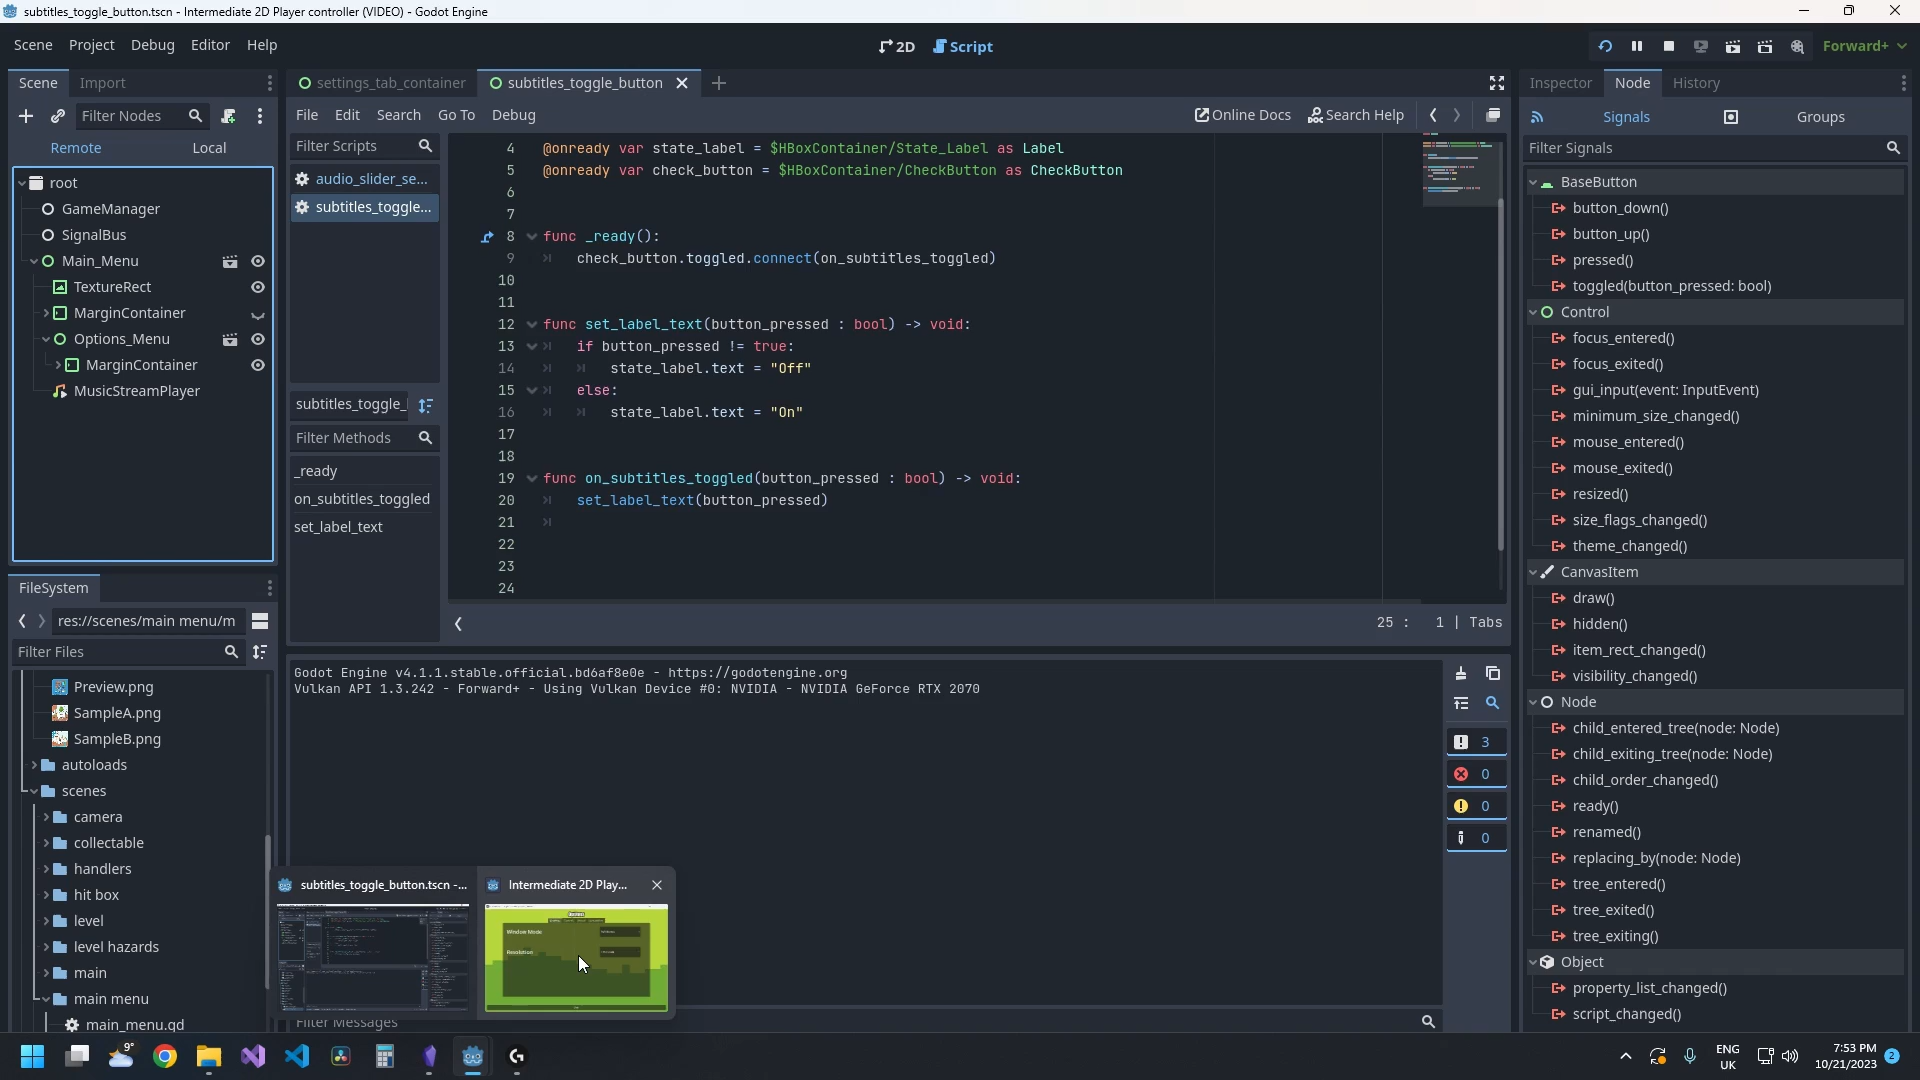 subtitles_toggle_button.tscn - Intermediate 2D Player controller (VIDEO) - Godot Engine
Scene Project Debug Editor Help
2D Script
Forward+
Scene Import
settings_tab_container subtitles_toggle_button
Inspector Node History
Filter Nodes
File Edit Search Go To Debug
Online Docs Search Help
Signals Groups
Remote Local
Filter Scripts
Filter Signals
root
GameManager
SignalBus
Main_Menu
TextureRect
MarginContainer
Options_Menu
MarginContainer
MusicStreamPlayer
audio_slider_se...
subtitles_toggle...
subtitles_toggle_
Filter Methods
_ready
on_subtitles_toggled
set_label_text
4 @onready var state_label = $HBoxContainer/State_Label as Label
5 @onready var check_button = $HBoxContainer/CheckButton as CheckButton
6
7
8 func _ready():
9 check_button.toggled.connect(on_subtitles_toggled)
10
11
12 func set_label_text(button_pressed : bool) -> void:
13 if button_pressed != true:
14 state_label.text = "Off"
15 else:
16 state_label.text = "On"
17
18
19 func on_subtitles_toggled(button_pressed : bool) -> void:
20 set_label_text(button_pressed)
21
22
23
24
25 : 1 | Tabs
BaseButton
button_down()
button_up()
pressed()
toggled(button_pressed: bool)
Control
focus_entered()
focus_exited()
gui_input(event: InputEvent)
minimum_size_changed()
mouse_entered()
mouse_exited()
resized()
size_flags_changed()
theme_changed()
CanvasItem
draw()
hidden()
item_rect_changed()
visibility_changed()
Node
child_entered_tree(node: Node)
child_exiting_tree(node: Node)
child_order_changed()
ready()
renamed()
replacing_by(node: Node)
tree_entered()
tree_exited()
tree_exiting()
Object
property_list_changed()
script_changed()
FileSystem
res://scenes/main menu/m
Filter Files
Preview.png
SampleA.png
SampleB.png
autoloads
scenes
camera
collectable
handlers
hit box
level
level hazards
main
main menu
main_menu.gd
Godot Engine v4.1.1.stable.official.bd6af8e0e - https://godotengine.org
Vulkan API 1.3.242 - Forward+ - Using Vulkan Device #0: NVIDIA - NVIDIA GeForce RTX 2070
3
0
0
0
subtitles_toggle_button.tscn -... Intermediate 2D Play...
Window Mode
Resolution
Filter Messages
9°
ENG
UK
7:53 PM
10/21/2023
2